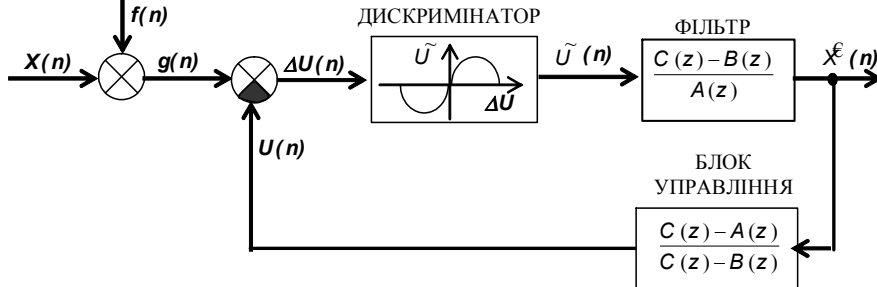 f(n)
X(n)
g(n)
ΔU(n)
ДИСКРИМІНАТОР
Ũ
ΔU
Ũ (n)
ФІЛЬТР
C(z) – B(z)
A(z)
X€ (n)
U(n)
БЛОК
УПРАВЛІННЯ
C(z) – A(z)
C(z) – B(z)